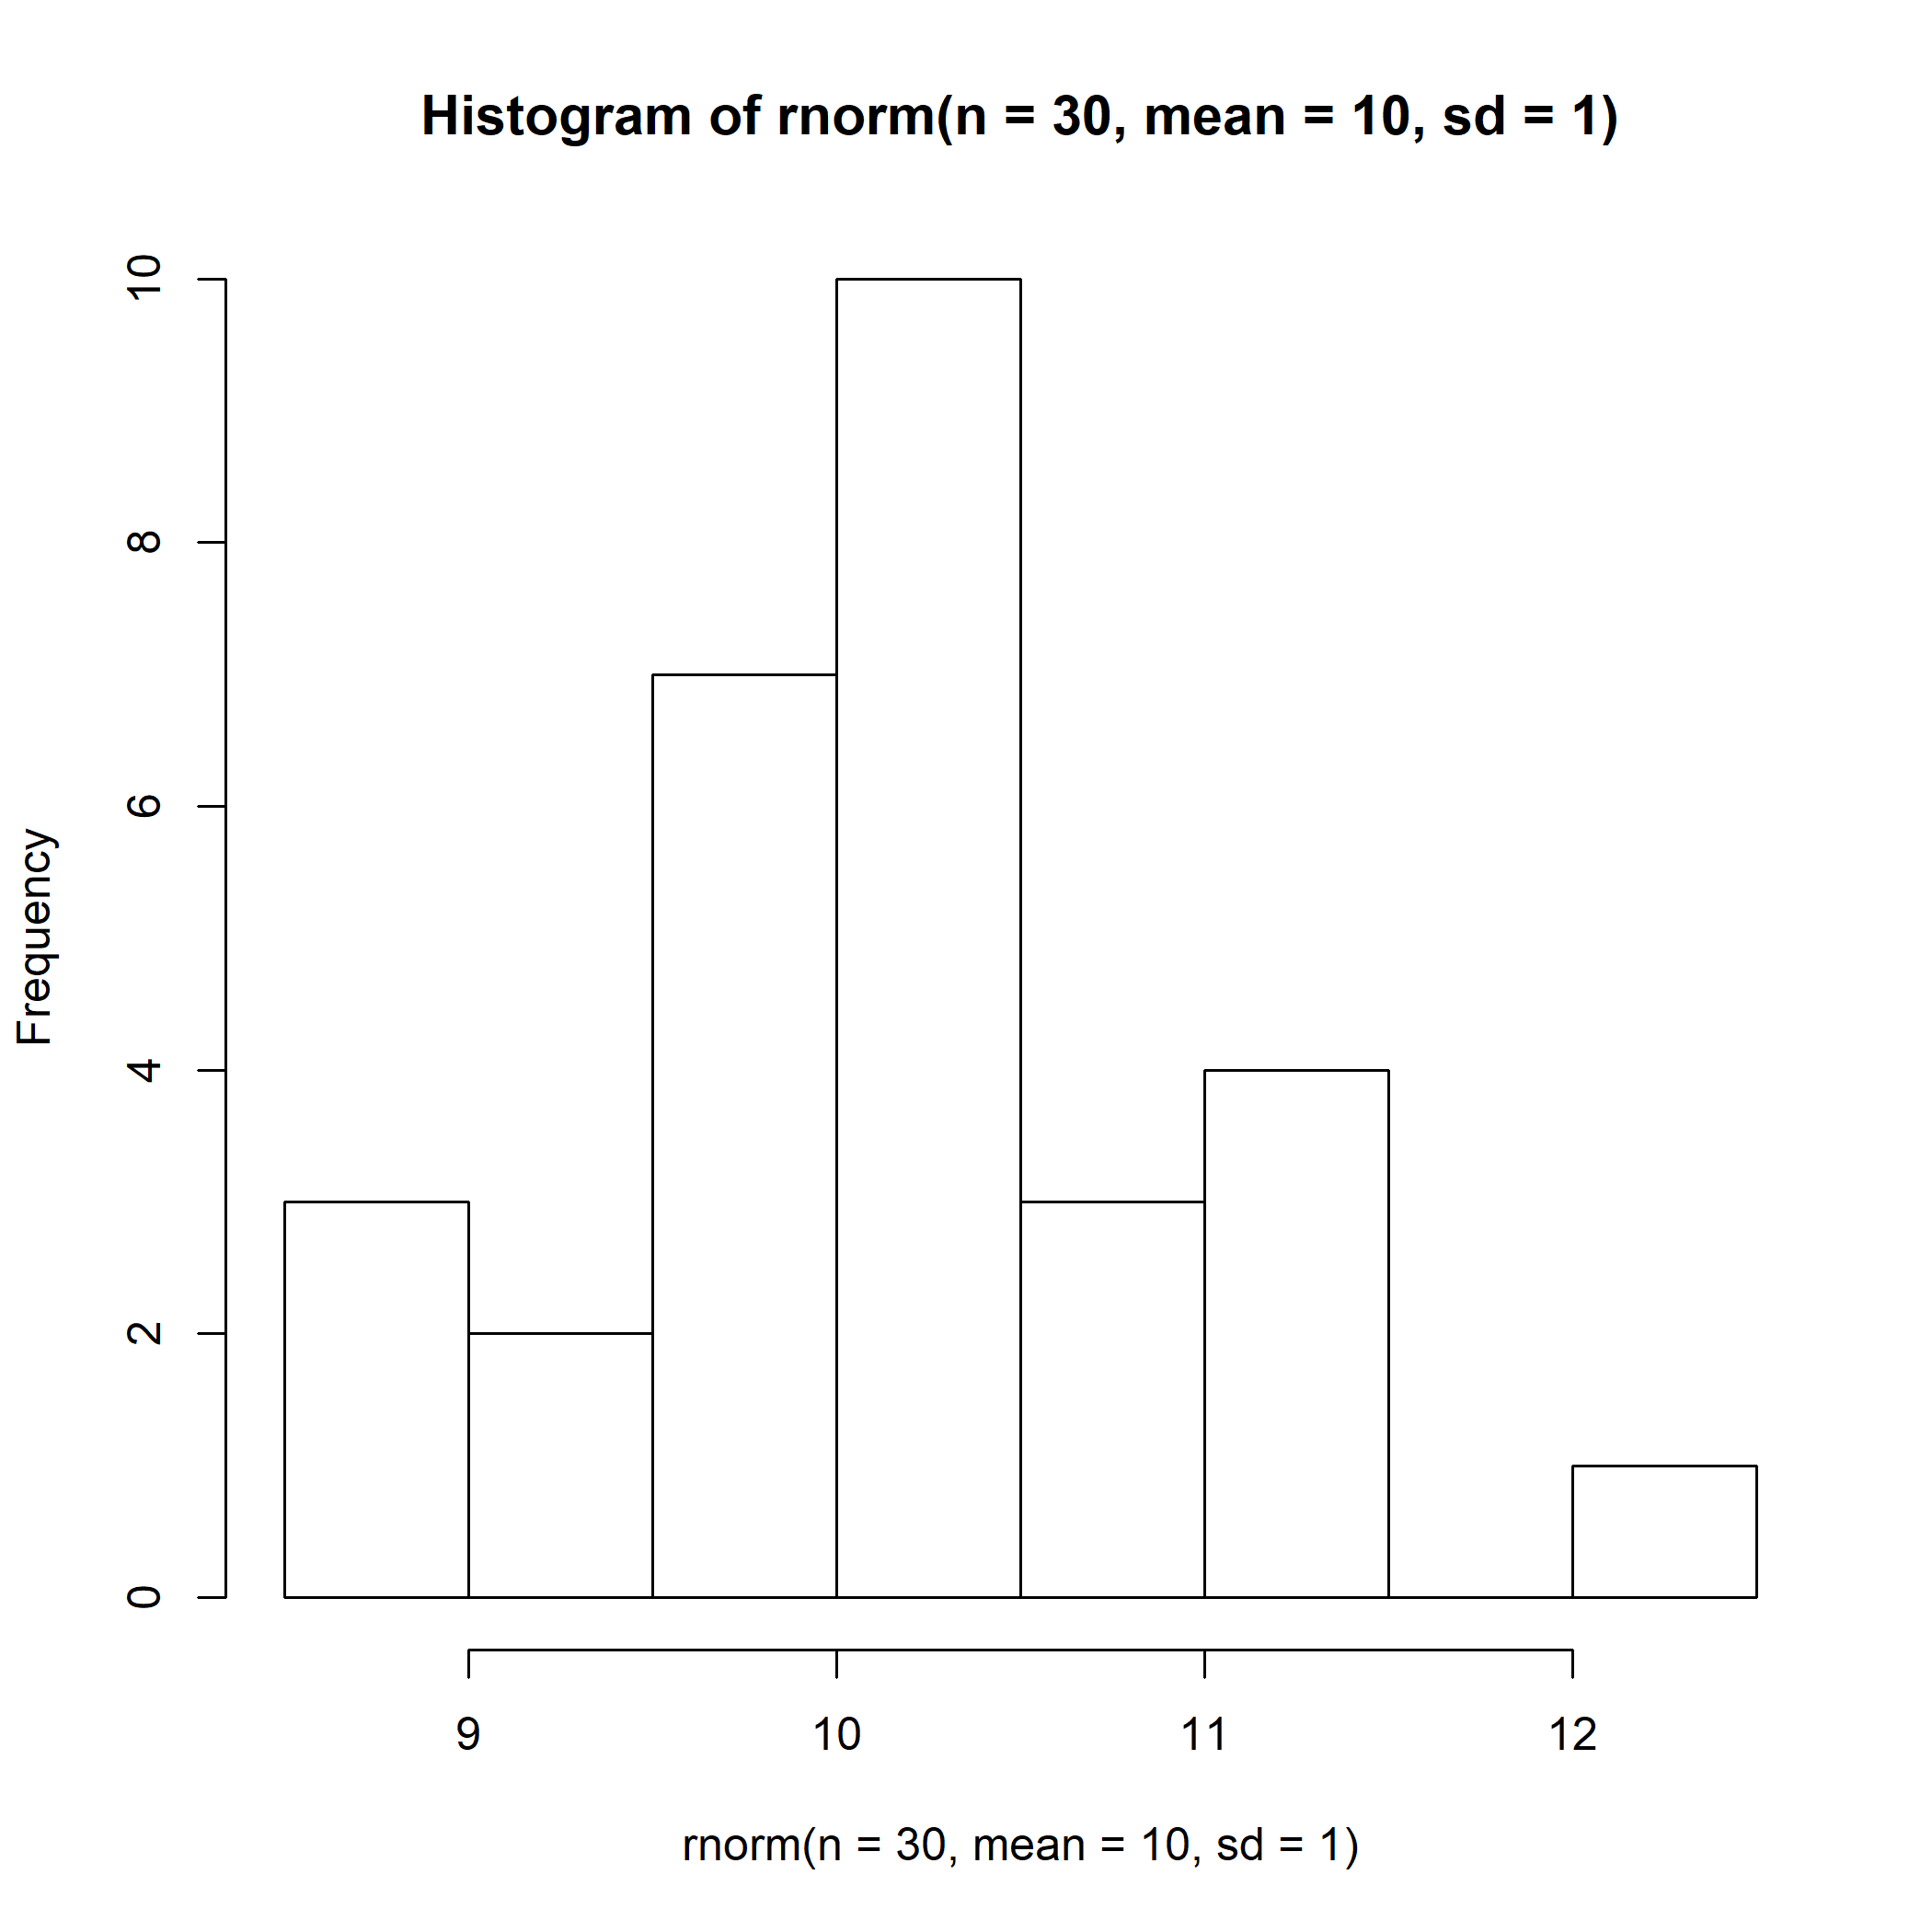 Histogram of rnorm(n = 30, mean = 10, sd = 1)
10
8
6
4
2
0
Frequency
9 10 11 12
rnorm(n = 30, mean = 10, sd = 1)